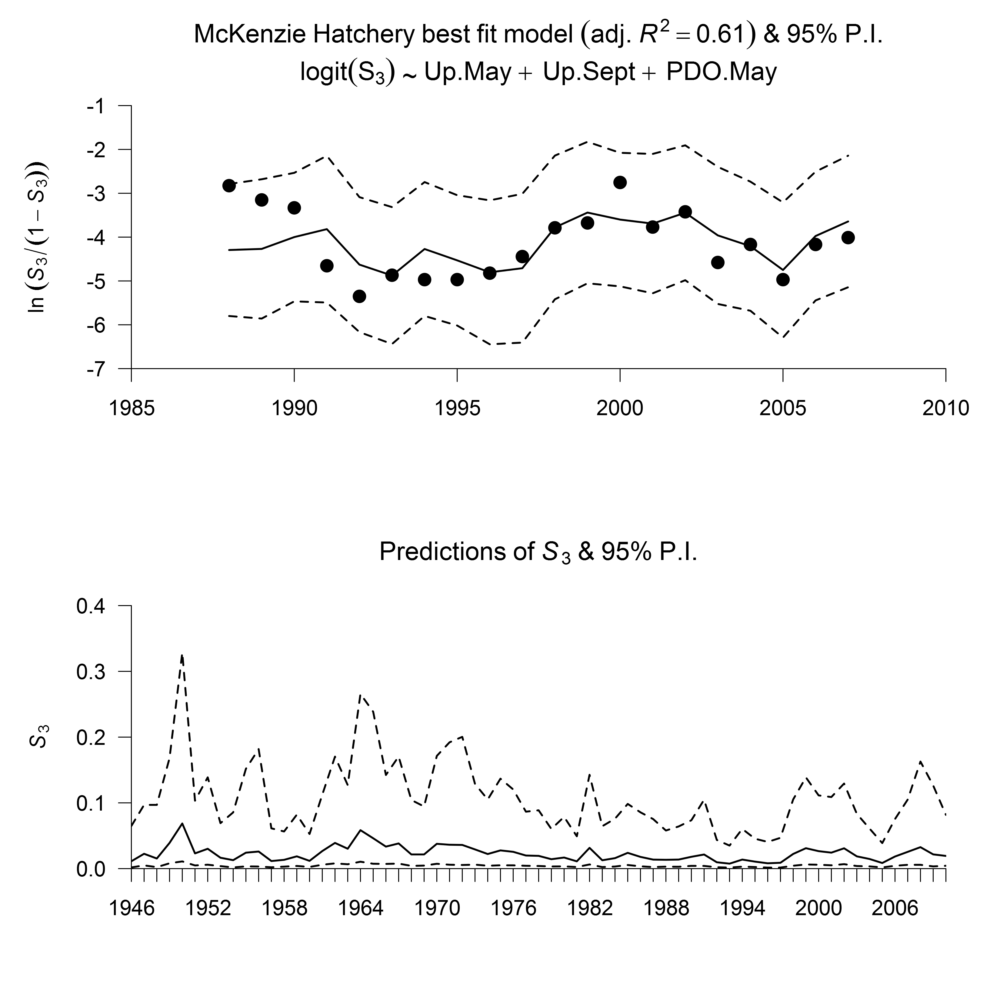 McKenzie Hatchery best fit model (adj. R² = 0.61) & 95% P.I.
logit(S₃) ~ Up.May + Up.Sept + PDO.May
ln (S₃/(1 − S₃))
-1
-2
-3
-4
-5
-6
-7
1985 1990 1995 2000 2005 2010
Predictions of S₃ & 95% P.I.
S₃
0.4
0.3
0.2
0.1
0.0
1946 1952 1958 1964 1970 1976 1982 1988 1994 2000 2006